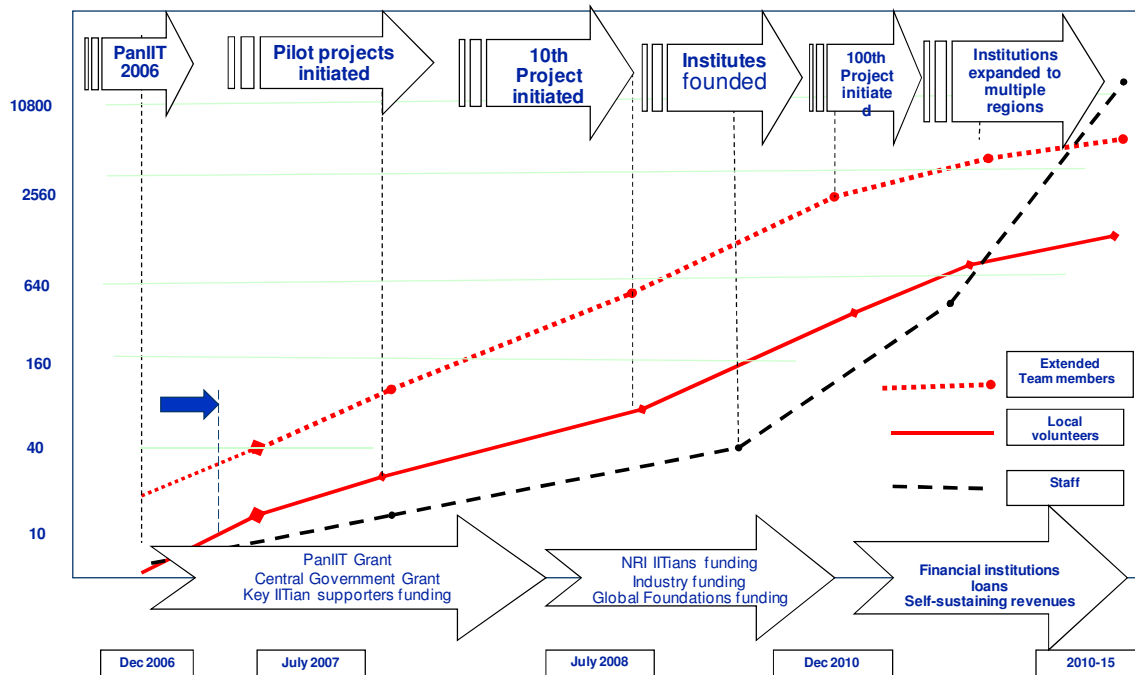 PanIIT
2006
Pilot projects
initiated
10th
Project
initiated
Institutes
founded
100th
Project
initiate
d
Institutions
expanded to
multiple
regions
10800
2560
640
160
40
10
Extended
Team members
Local
volunteers
Staff
PanIIT Grant
Central Government Grant
Key IITian supporters funding
NRI IITians funding
Industry funding
Global Foundations funding
Financial institutions
loans
Self-sustaining revenues
Dec 2006
July 2007
July 2008
Dec 2010
2010-15